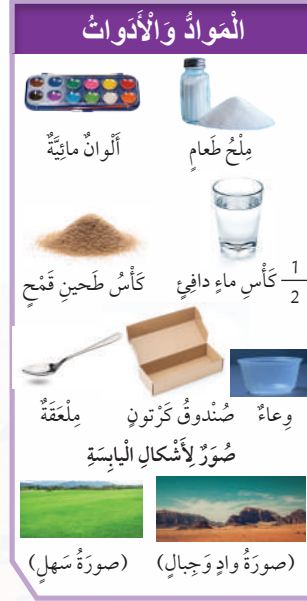 الْمَوادُّ وَالْأَدَواتُ
مِلْحُ طَعامٍ
أَلْوانٌ مائِيَّةٌ
1/2 كَأْسِ ماءٍ دافِئٍ
كَأْسُ طَحينِ قَمْحٍ
وِعاءٌ
صُنْدوقُ كَرْتونٍ
مِلْعَقَةٌ
صُوَرٌ لِأَشْكالِ الْيابِسَةِ
(صورَةُ وادٍ وَجِبالٍ)
(صورَةُ سَهلٍ)